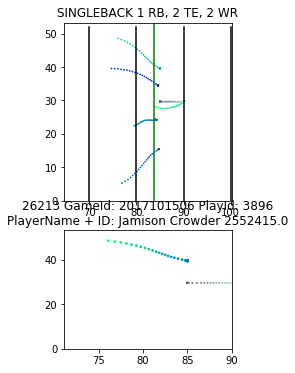 SINGLEBACK 1 RB, 2 TE, 2 WR
50
40
30
20
10
0
70 80 90 100
26213 GameId: 2017101506 PlayId: 3896
PlayerName + ID: Jamison Crowder 2552415.0
40
20
0
75 80 85 90